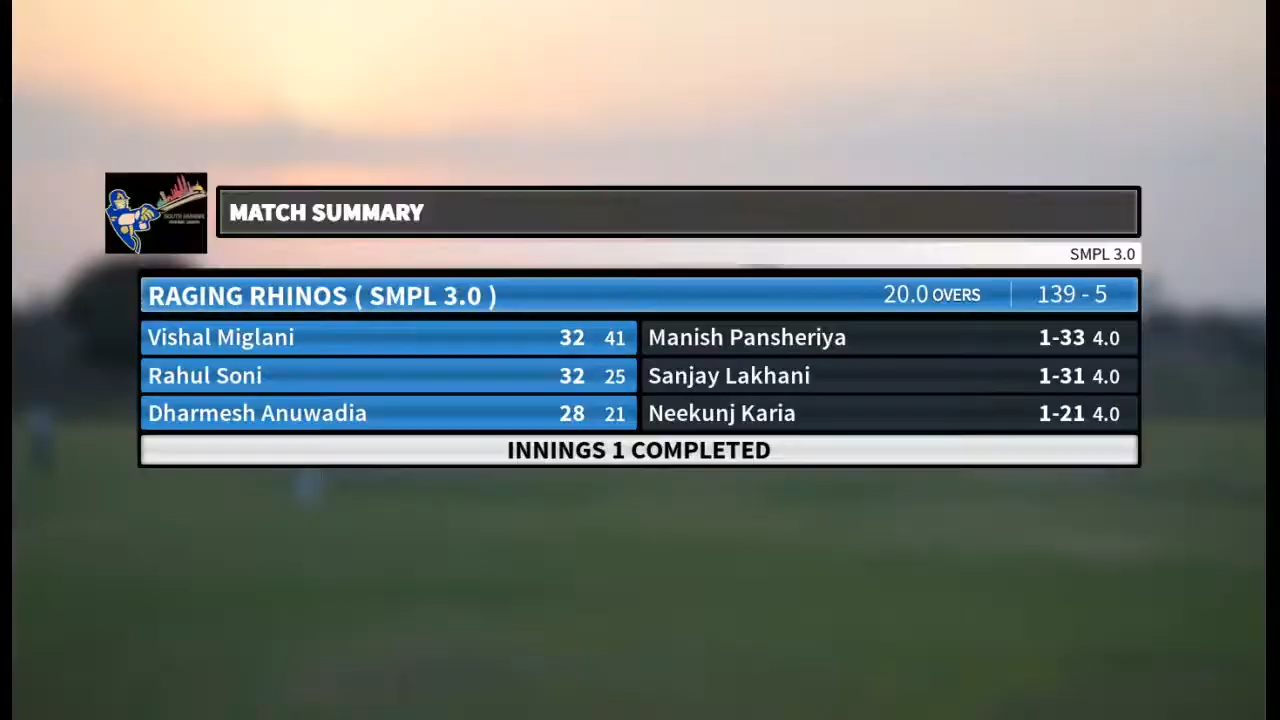 MATCH SUMMARY
SMPL 3.0
RAGING RHINOS ( SMPL 3.0 ) 20.0 OVERS 139 - 5
Vishal Miglani 32 41 Manish Pansheriya 1-33 4.0
Rahul Soni 32 25 Sanjay Lakhani 1-31 4.0
Dharmesh Anuwadia 28 21 Neekunj Karia 1-21 4.0
INNINGS 1 COMPLETED